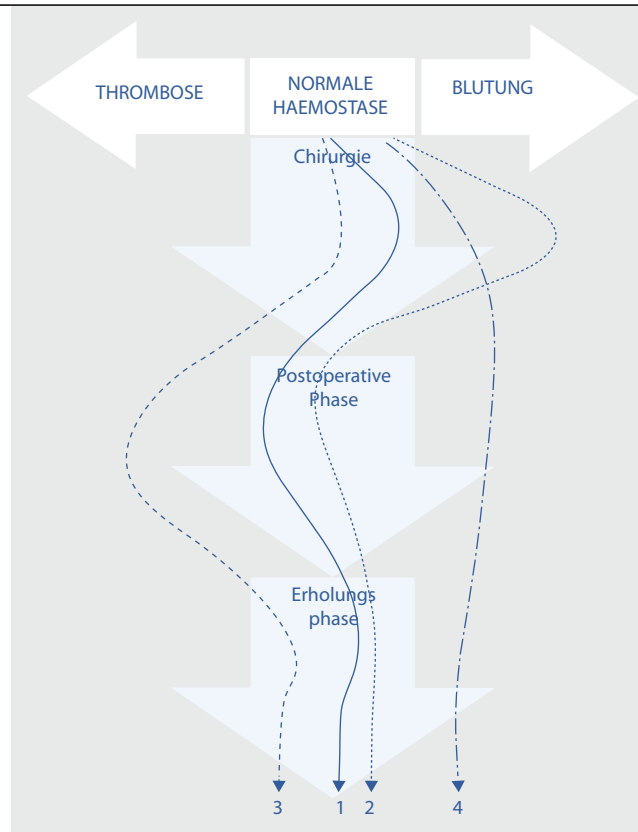 THROMBOSE
NORMALE
HAEMOSTASE
BLUTUNG
Chirurgie
Postoperative
Phase
Erholungs
phase
3 1 2 4